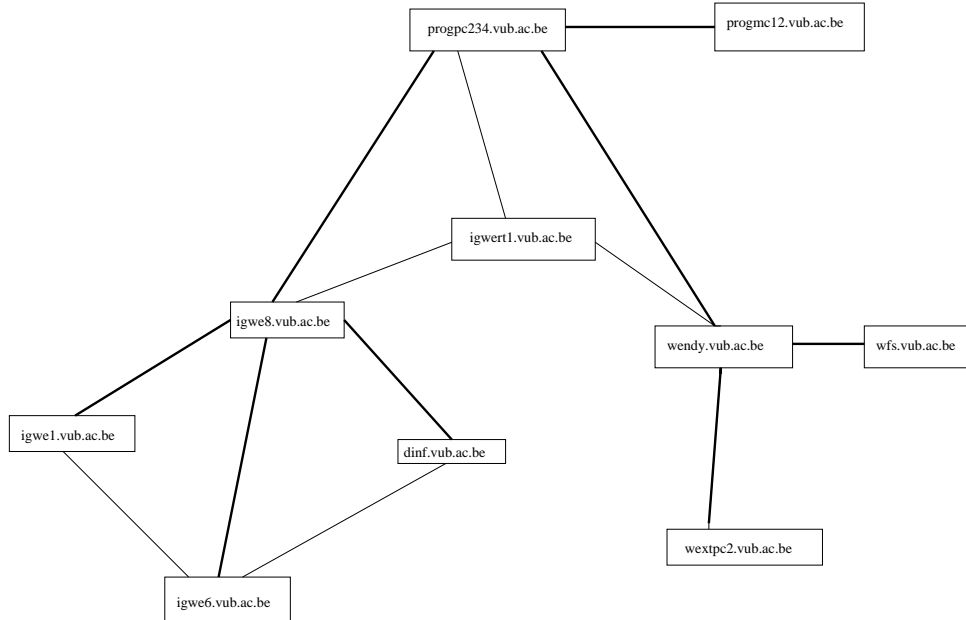 progpc234.vub.ac.be
progmc12.vub.ac.be
igwert1.vub.ac.be
igwe8.vub.ac.be
wendy.vub.ac.be
wfs.vub.ac.be
igwe1.vub.ac.be
dinf.vub.ac.be
wextpc2.vub.ac.be
igwe6.vub.ac.be